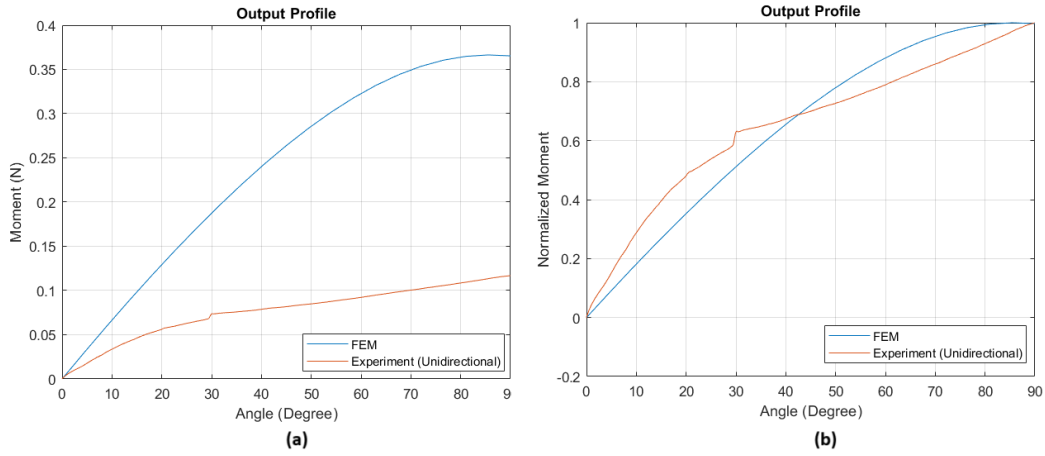 Output Profile
0.4
0.35
0.3
0.25
0.2
0.15
0.1
0.05
0
Moment (N)
FEM
Experiment (Unidirectional)
0 10 20 30 40 50 60 70 80 9
Angle (Degree)
(a)
Output Profile
1
0.8
0.6
0.4
0.2
0
-0.2
Normalized Moment
FEM
Experiment (Unidirectional)
0 10 20 30 40 50 60 70 80 90
Angle (Degree)
(b)